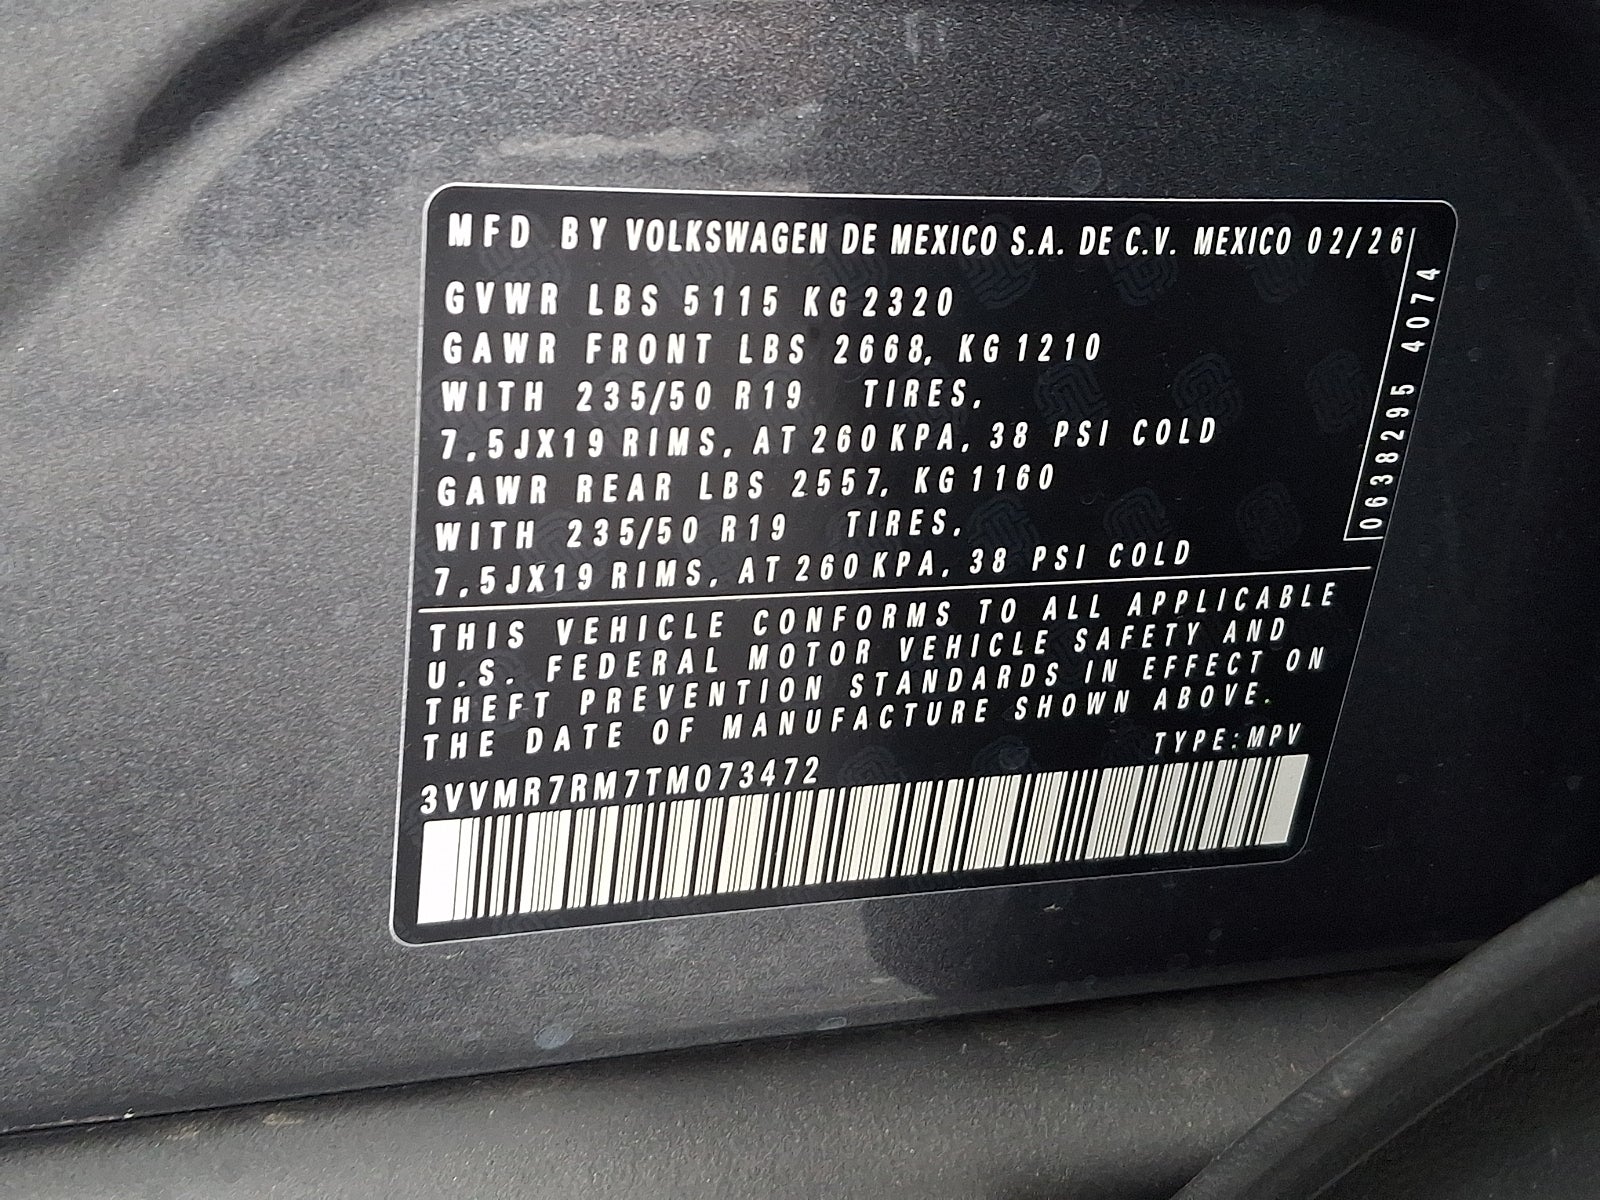 MFD BY VOLKSWAGEN DE MEXICO S.A. DE C.V. MEXICO 02/26
GVWR LBS 5115 KG 2320
GAWR FRONT LBS 2668, KG 1210
WITH 235/50 R19 TIRES,
7,5JX19 RIMS, AT 260 KPA, 38 PSI COLD
GAWR REAR LBS 2557, KG 1160
WITH 235/50 R19 TIRES,
7,5JX19 RIMS, AT 260 KPA, 38 PSI COLD
0638295 4074
THIS VEHICLE CONFORMS TO ALL APPLICABLE
U.S. FEDERAL MOTOR VEHICLE SAFETY AND
THEFT PREVENTION STANDARDS IN EFFECT ON
THE DATE OF MANUFACTURE SHOWN ABOVE.
TYPE:MPV
3VVMR7RM7TM073472